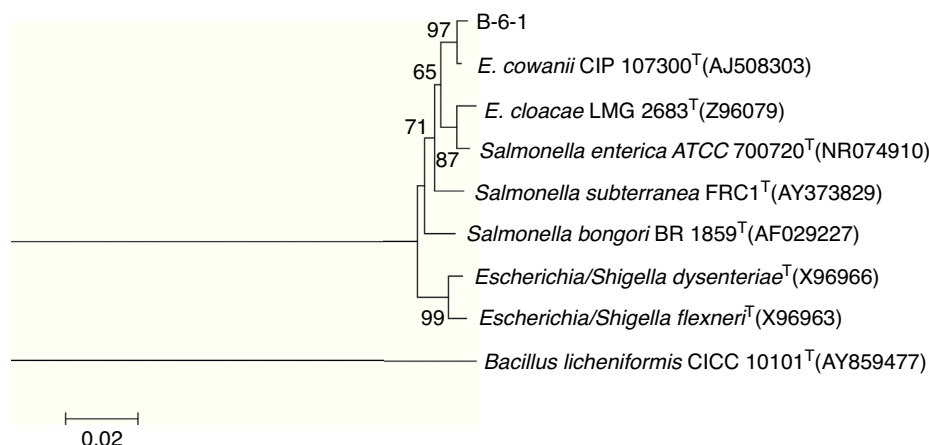 97
B-6-1
E. cowanii CIP 107300T(AJ508303)
65
E. cloacae LMG 2683T(Z96079)
71
87
Salmonella enterica ATCC 700720T(NR074910)
Salmonella subterranea FRC1T(AY373829)
Salmonella bongori BR 1859T(AF029227)
Escherichia/Shigella dysenteriaeT(X96966)
99
Escherichia/Shigella flexneriT(X96963)
Bacillus licheniformis CICC 10101T(AY859477)
0.02